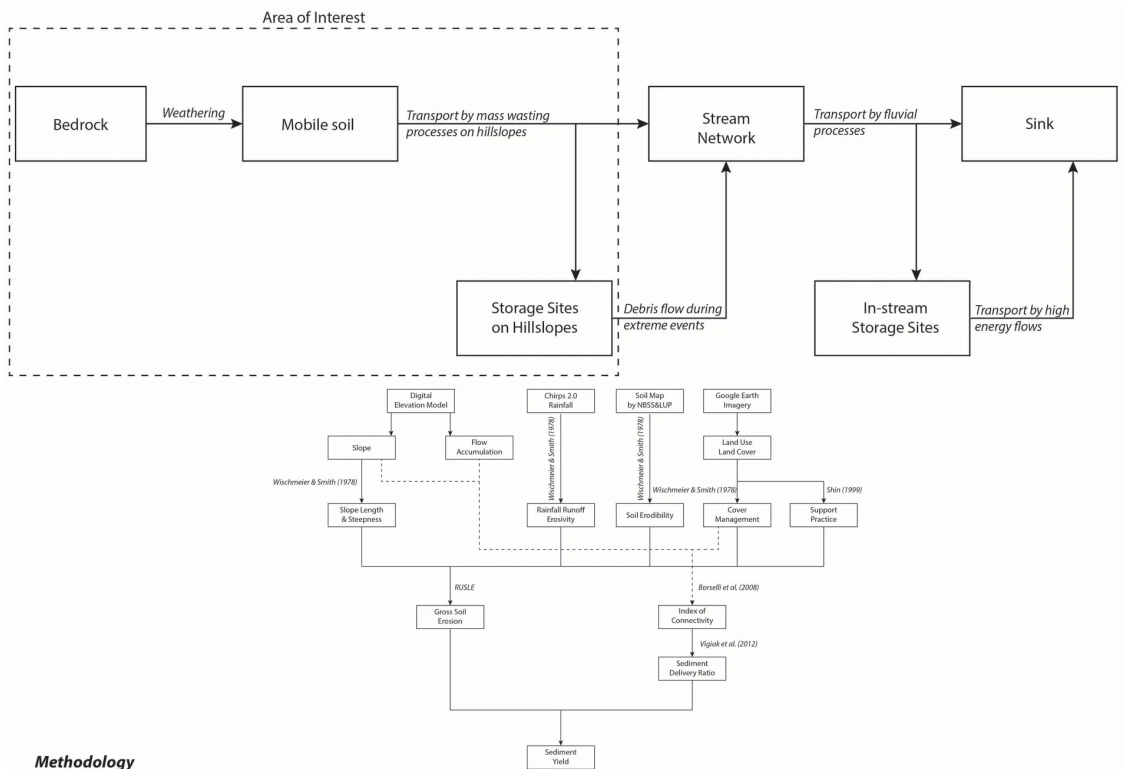 Area of Interest
Bedrock
Weathering
Mobile soil
Transport by mass wasting
processes on hillslopes
Stream
Network
Transport by fluvial
processes
Sink
Storage Sites
on Hillslopes
Debris flow during
extreme events
In-stream
Storage Sites
Transport by high
energy flows
Digital
Elevation Model
Chirps 2.0
Rainfall
Soil Map
by NBSS&LUP
Google Earth
Imagery
Slope
Flow
Accumulation
Wischmeier & Smith (1978)
Wischmeier & Smith (1978)
Land Use
Land Cover
Wischmeier & Smith (1978)
Wischmeier & Smith (1978)
Shin (1999)
Slope Length
& Steepness
Rainfall Runoff
Erosivity
Soil Erodibility
Cover
Management
Support
Practice
RUSLE
Borselli et al. (2008)
Gross Soil
Erosion
Index of
Connectivity
Vigiak et al. (2012)
Sediment
Delivery Ratio
Sediment
Yield
Methodology